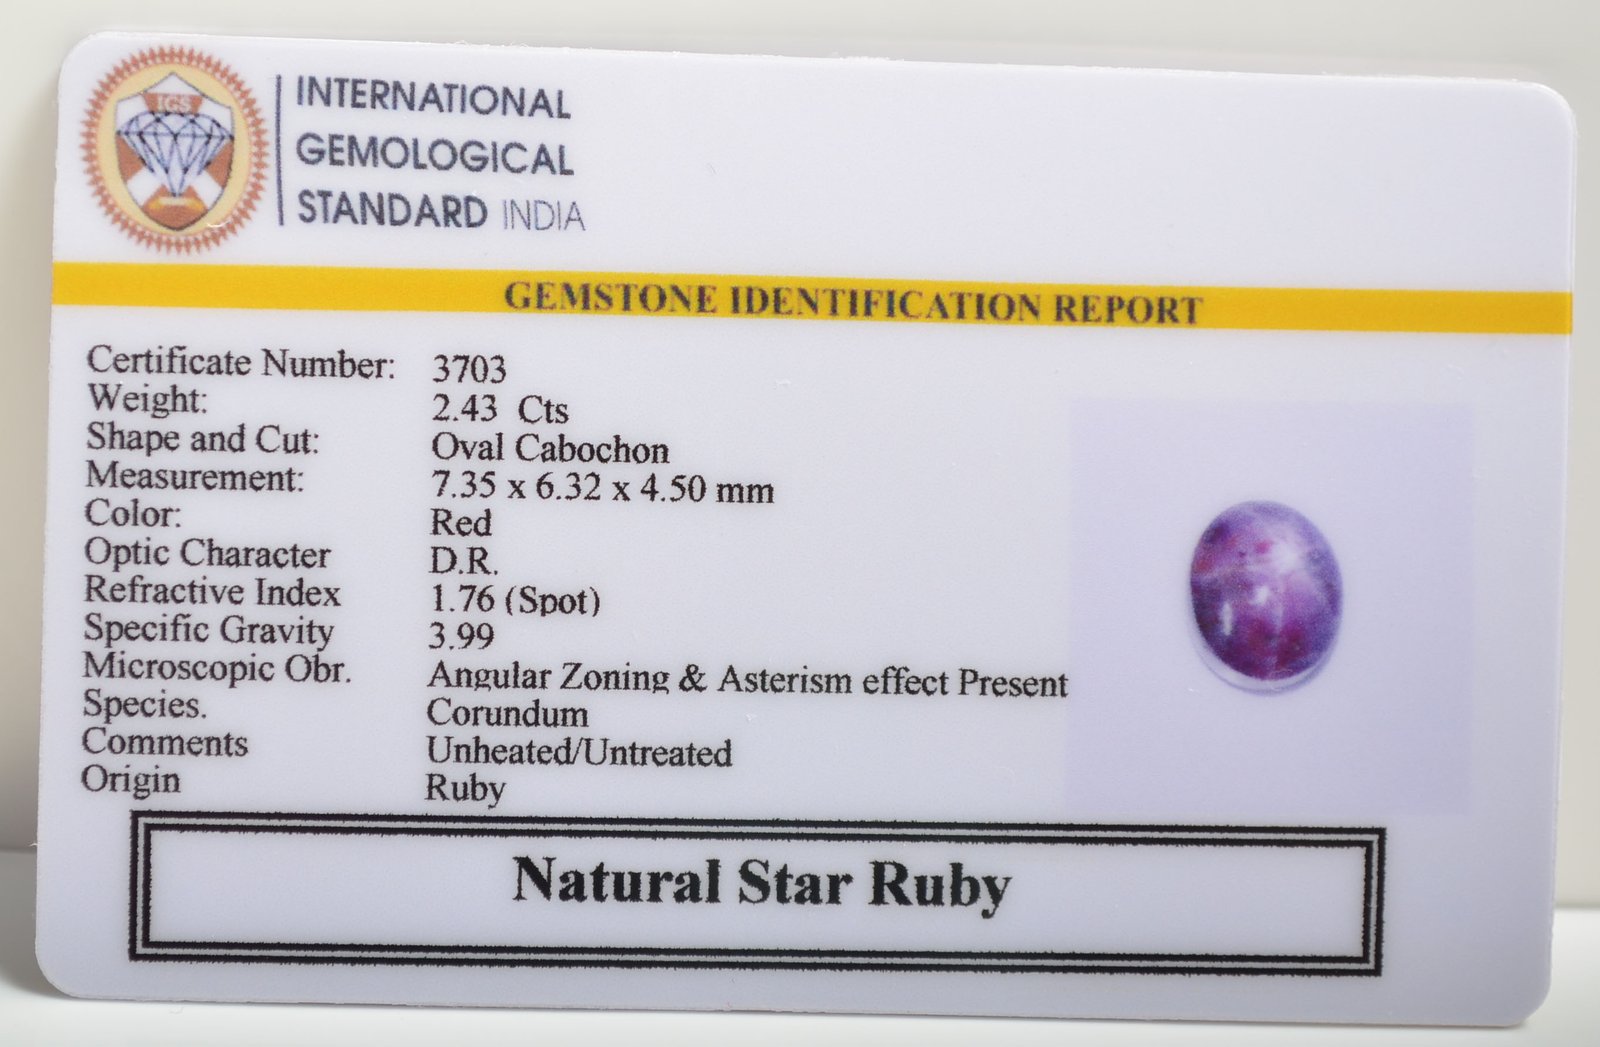 IGS
INTERNATIONAL
GEMOLOGICAL
STANDARD INDIA
GEMSTONE IDENTIFICATION REPORT
Certificate Number: 3703
Weight: 2.43 Cts
Shape and Cut: Oval Cabochon
Measurement: 7.35 x 6.32 x 4.50 mm
Color: Red
Optic Character D.R.
Refractive Index 1.76 (Spot)
Specific Gravity 3.99
Microscopic Obr. Angular Zoning & Asterism effect Present
Species. Corundum
Comments Unheated/Untreated
Origin Ruby
Natural Star Ruby